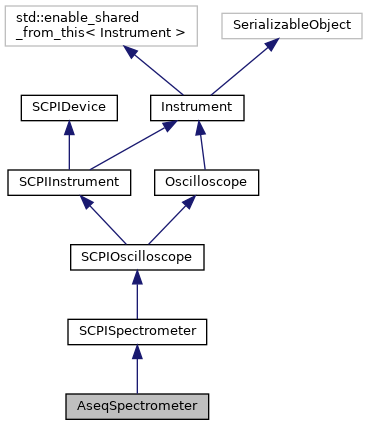 std::enable_shared
_from_this< Instrument >
SerializableObject
SCPIDevice
Instrument
SCPIInstrument
Oscilloscope
SCPIOscilloscope
SCPISpectrometer
AseqSpectrometer